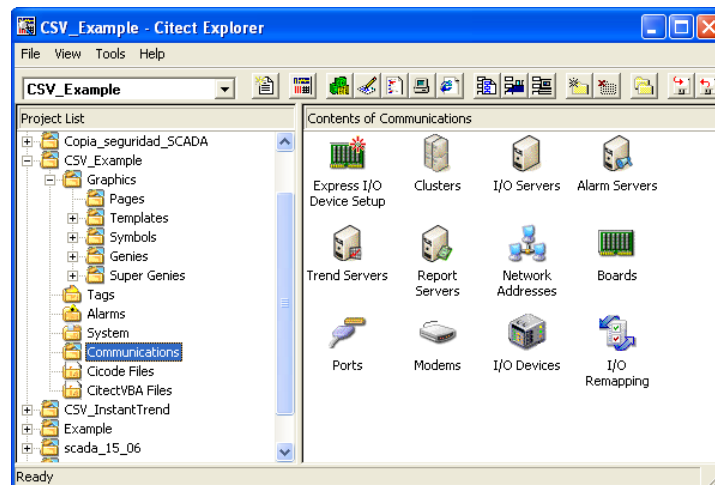 CSV_Example - Citect Explorer
File View Tools Help
CSV_Example
Project List
Contents of Communications
Copia_seguridad_SCADA
CSV_Example
Graphics
Pages
Templates
Symbols
Genies
Super Genies
Tags
Alarms
System
Communications
Cicode Files
CitectVBA Files
CSV_InstantTrend
Example
scada_15_06
Express I/O
Device Setup
Clusters
I/O Servers
Alarm Servers
Trend Servers
Report
Servers
Network
Addresses
Boards
Ports
Modems
I/O Devices
I/O
Remapping
Ready